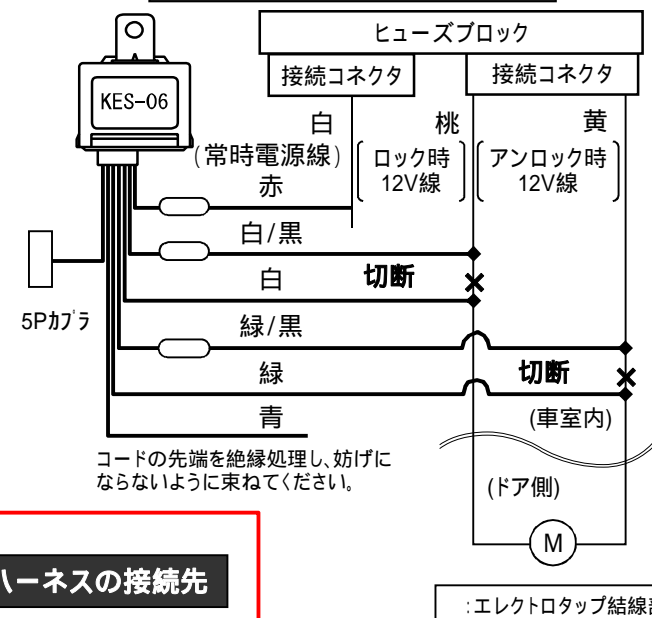 ヒューズブロック
接続コネクタ
接続コネクタ
KES-06
白
(常時電源線)
桃
ロック時
12V線
黄
アンロック時
12V線
赤
白/黒
白
切断
5Pｶﾌﾟﾗ
緑/黒
緑
切断
青
(車室内)
コードの先端を絶縁処理し、妨げに
ならないように束ねてください。
(ドア側)
M
ハーネスの接続先
:エレクトロタップ結線部